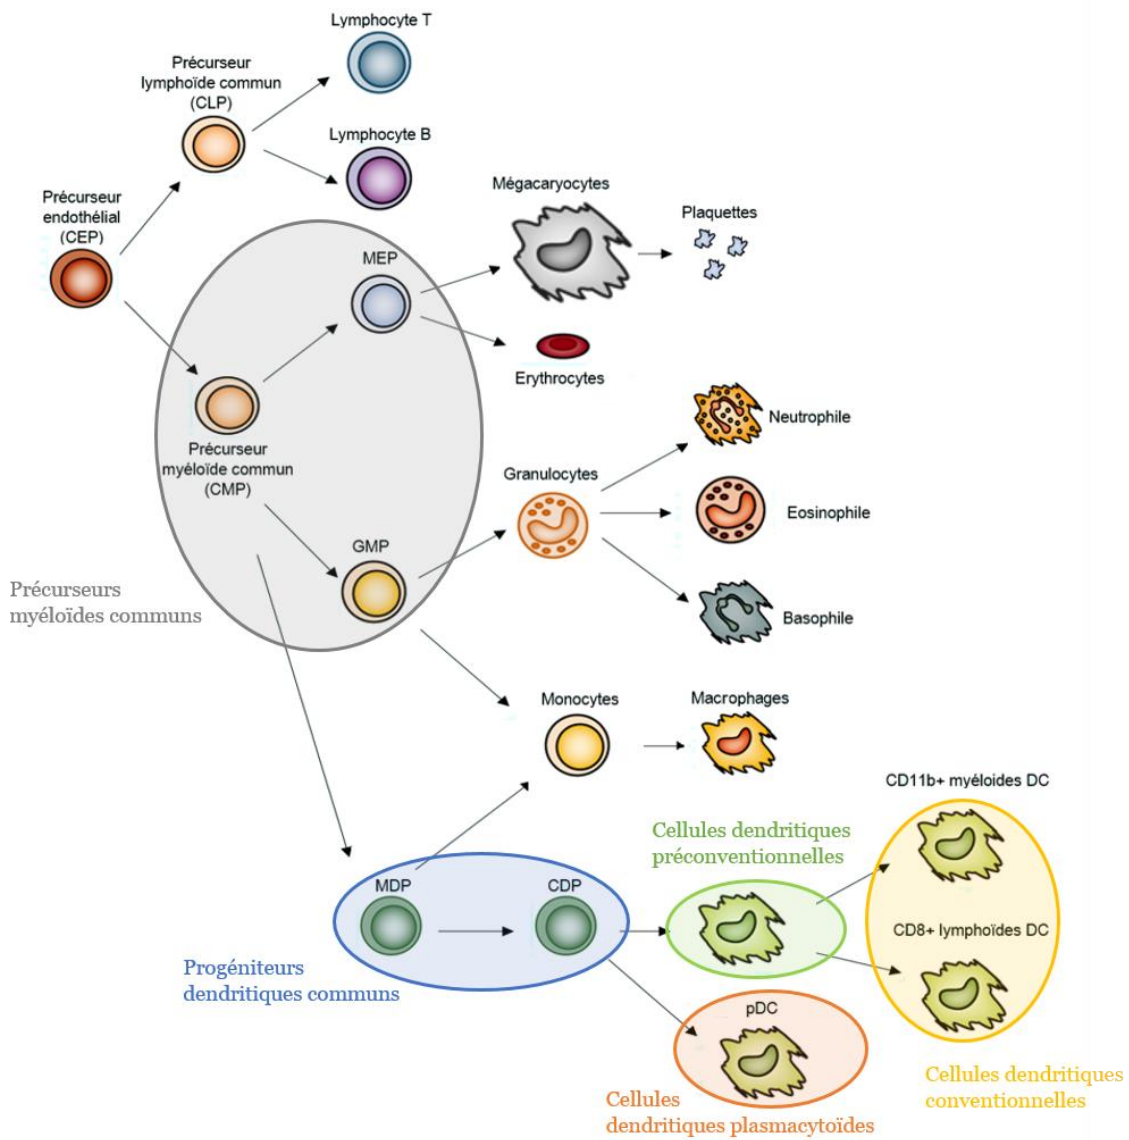 Lymphocyte T
Précurseur
lymphoïde commun
(CLP)
Lymphocyte B
Précurseur
endothélial
(CEP)
Mégacaryocytes
Plaquettes
MEP
Erythrocytes
Neutrophile
Précurseur
myéloïde commun
(CMP)
Granulocytes
Eosinophile
GMP
Précurseurs
myéloïdes communs
Basophile
Monocytes
Macrophages
CD11b+ myéloides DC
Cellules dendritiques
préconventionnelles
MDP
CDP
CD8+ lymphoïdes DC
Progéniteurs
dendritiques communs
pDC
Cellules dendritiques
conventionnelles
Cellules
dendritiques plasmacytoïdes